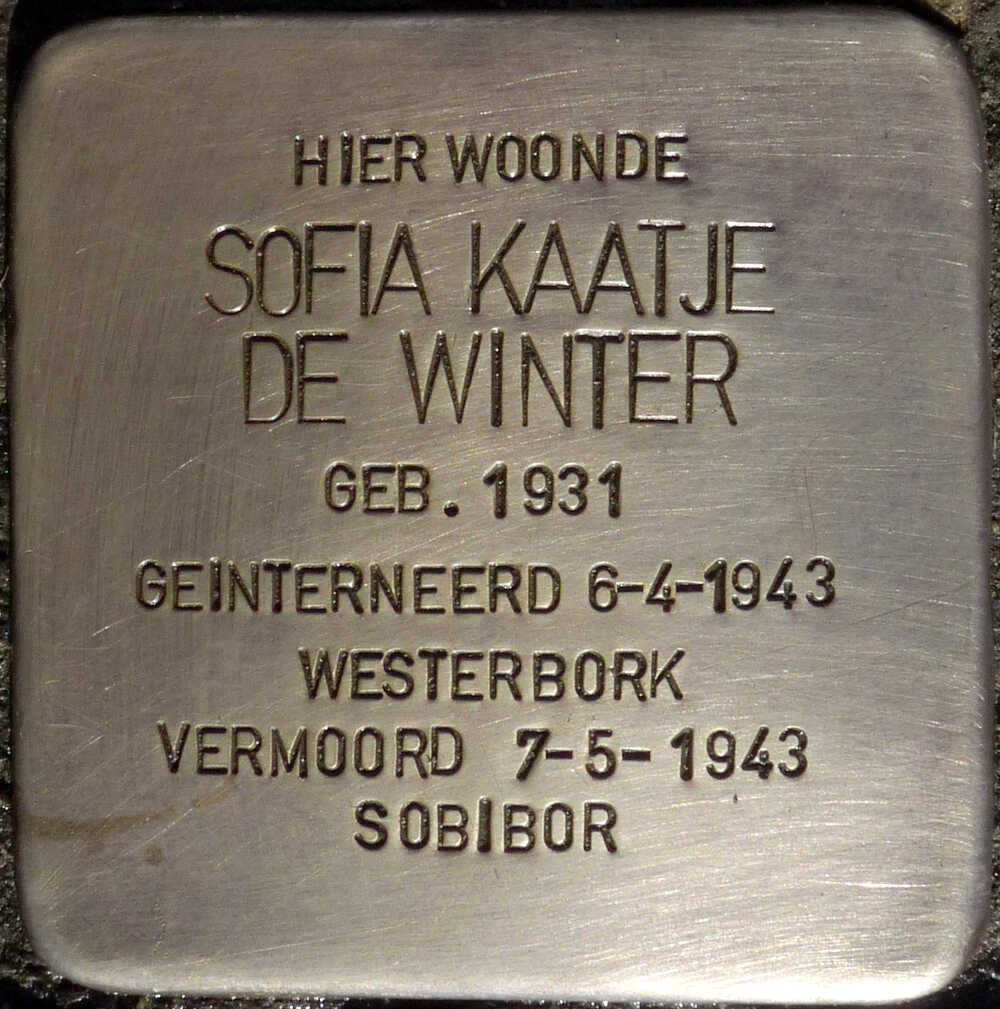 HIER WOONDE
SOFIA KAATJE
DE WINTER
GEB. 1931
GEINTERNEERD 6-4-1943
WESTERBORK
VERMOORD 7-5-1943
SOBIBOR